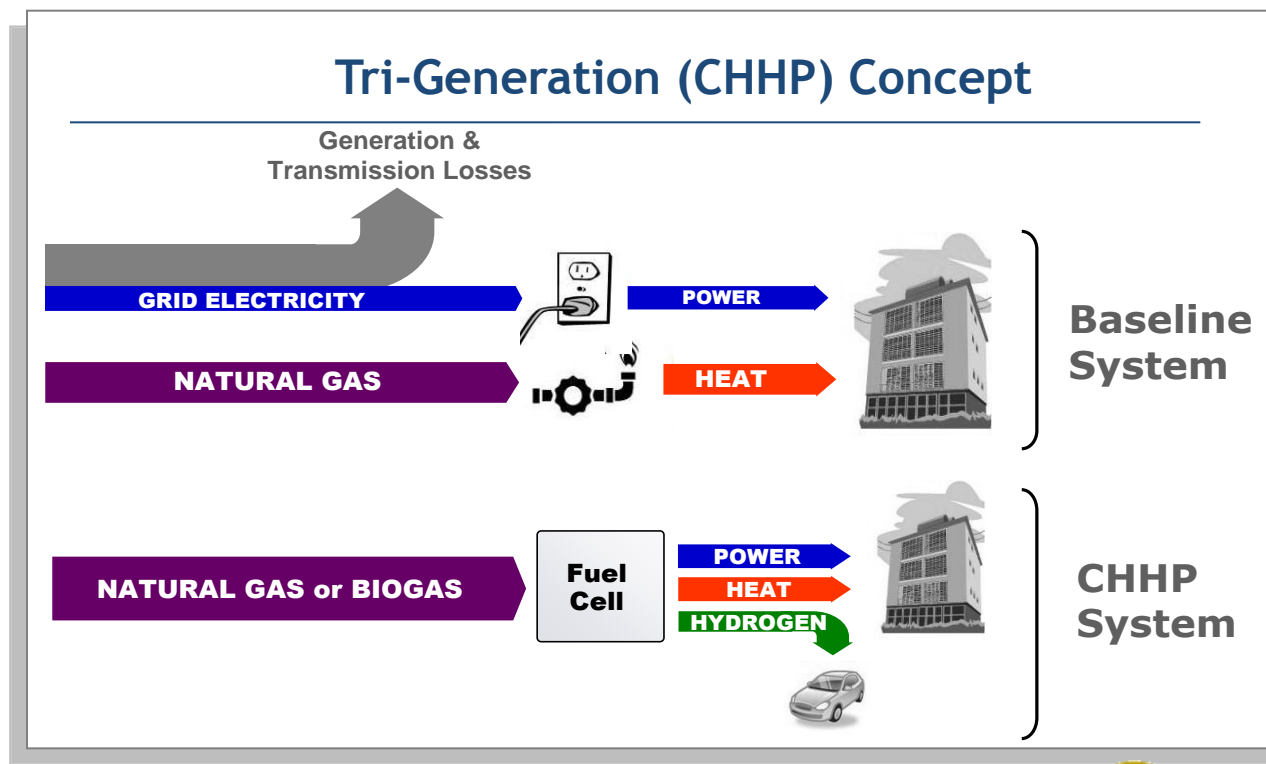 Tri-Generation (CHHP) Concept
Generation &
Transmission Losses
GRID ELECTRICITY
POWER
NATURAL GAS
HEAT
Baseline
System
NATURAL GAS or BIOGAS
Fuel
Cell
POWER
HEAT
HYDROGEN
CHHP
System